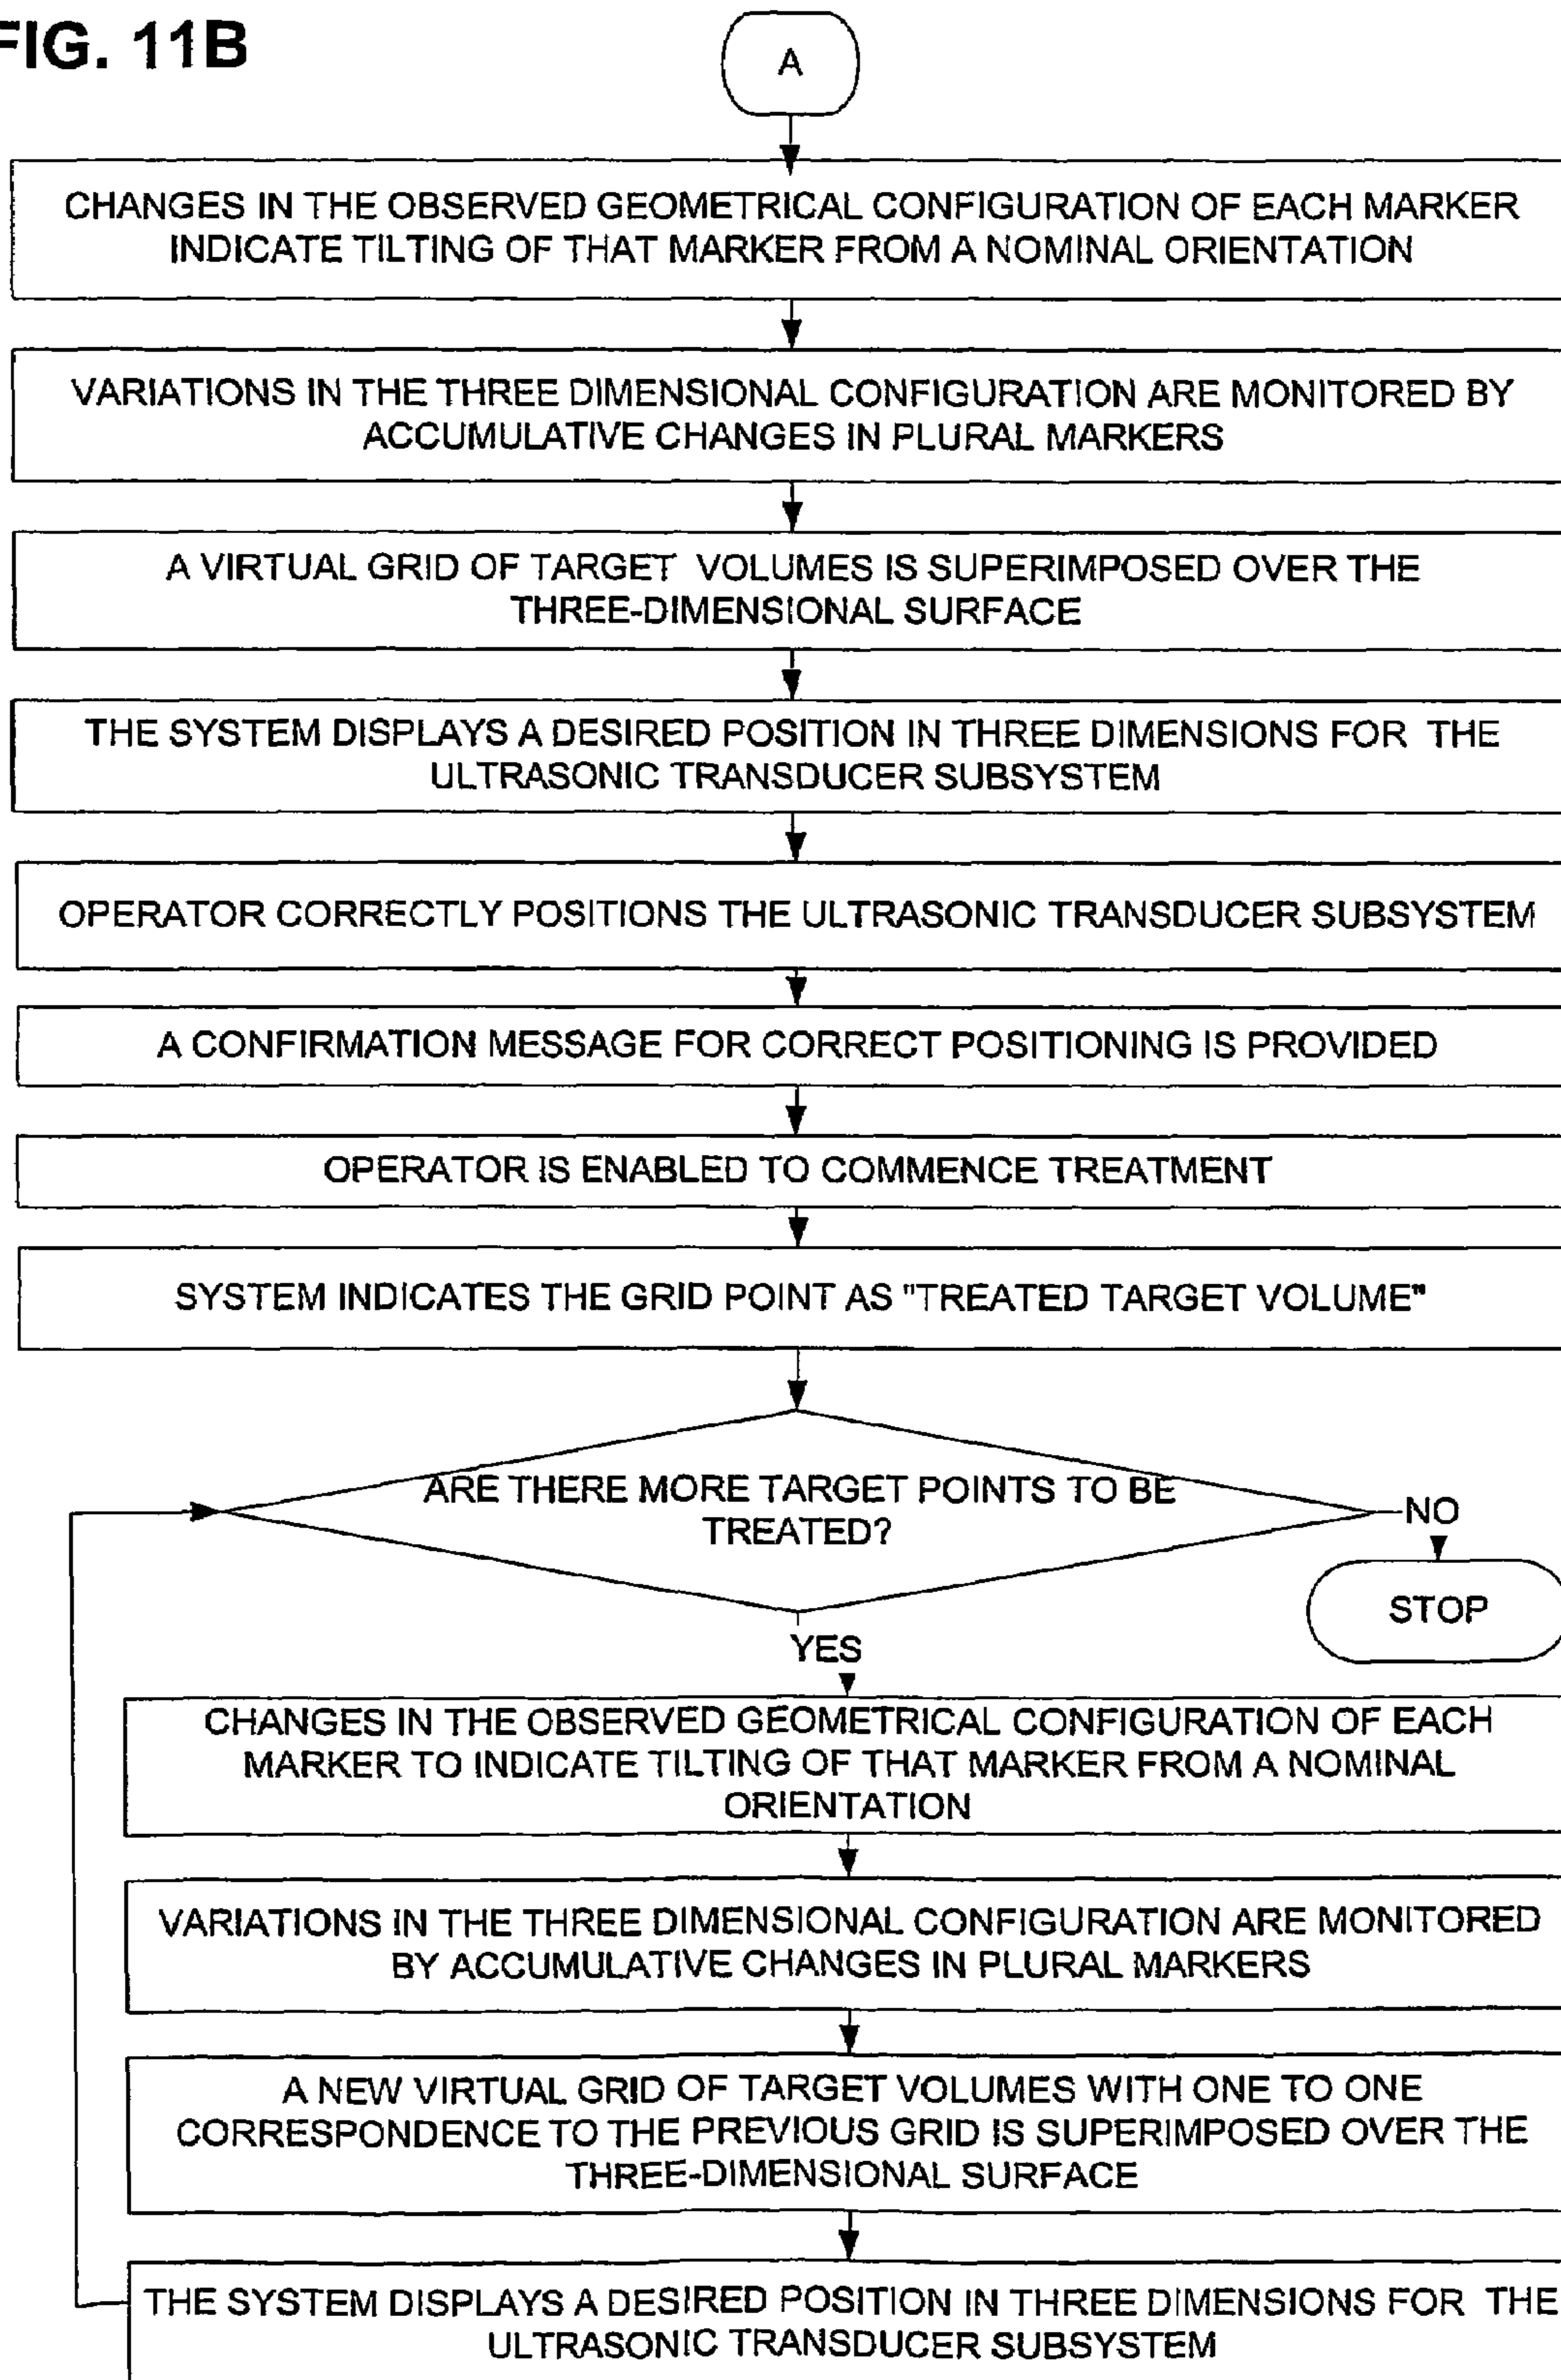 FIG. 11B
A
CHANGES IN THE OBSERVED GEOMETRICAL CONFIGURATION OF EACH MARKER
INDICATE TILTING OF THAT MARKER FROM A NOMINAL ORIENTATION
VARIATIONS IN THE THREE DIMENSIONAL CONFIGURATION ARE MONITORED BY
ACCUMULATIVE CHANGES IN PLURAL MARKERS
A VIRTUAL GRID OF TARGET VOLUMES IS SUPERIMPOSED OVER THE
THREE-DIMENSIONAL SURFACE
THE SYSTEM DISPLAYS A DESIRED POSITION IN THREE DIMENSIONS FOR THE
ULTRASONIC TRANSDUCER SUBSYSTEM
OPERATOR CORRECTLY POSITIONS THE ULTRASONIC TRANSDUCER SUBSYSTEM
A CONFIRMATION MESSAGE FOR CORRECT POSITIONING IS PROVIDED
OPERATOR IS ENABLED TO COMMENCE TREATMENT
SYSTEM INDICATES THE GRID POINT AS "TREATED TARGET VOLUME"
ARE THERE MORE TARGET POINTS TO BE
TREATED?
NO
STOP
YES
CHANGES IN THE OBSERVED GEOMETRICAL CONFIGURATION OF EACH
MARKER TO INDICATE TILTING OF THAT MARKER FROM A NOMINAL
ORIENTATION
VARIATIONS IN THE THREE DIMENSIONAL CONFIGURATION ARE MONITORED
BY ACCUMULATIVE CHANGES IN PLURAL MARKERS
A NEW VIRTUAL GRID OF TARGET VOLUMES WITH ONE TO ONE
CORRESPONDENCE TO THE PREVIOUS GRID IS SUPERIMPOSED OVER THE
THREE-DIMENSIONAL SURFACE
THE SYSTEM DISPLAYS A DESIRED POSITION IN THREE DIMENSIONS FOR THE
ULTRASONIC TRANSDUCER SUBSYSTEM